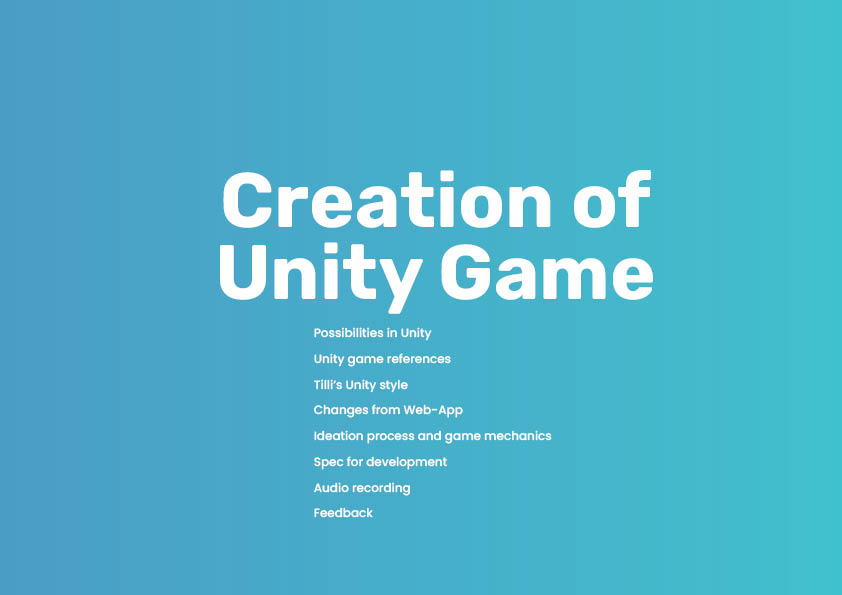 Creation of
Unity Game
Possibilities in Unity
Unity game references
Tilli’s Unity style
Changes from Web-App
Ideation process and game mechanics
Spec for development
Audio recording
Feedback